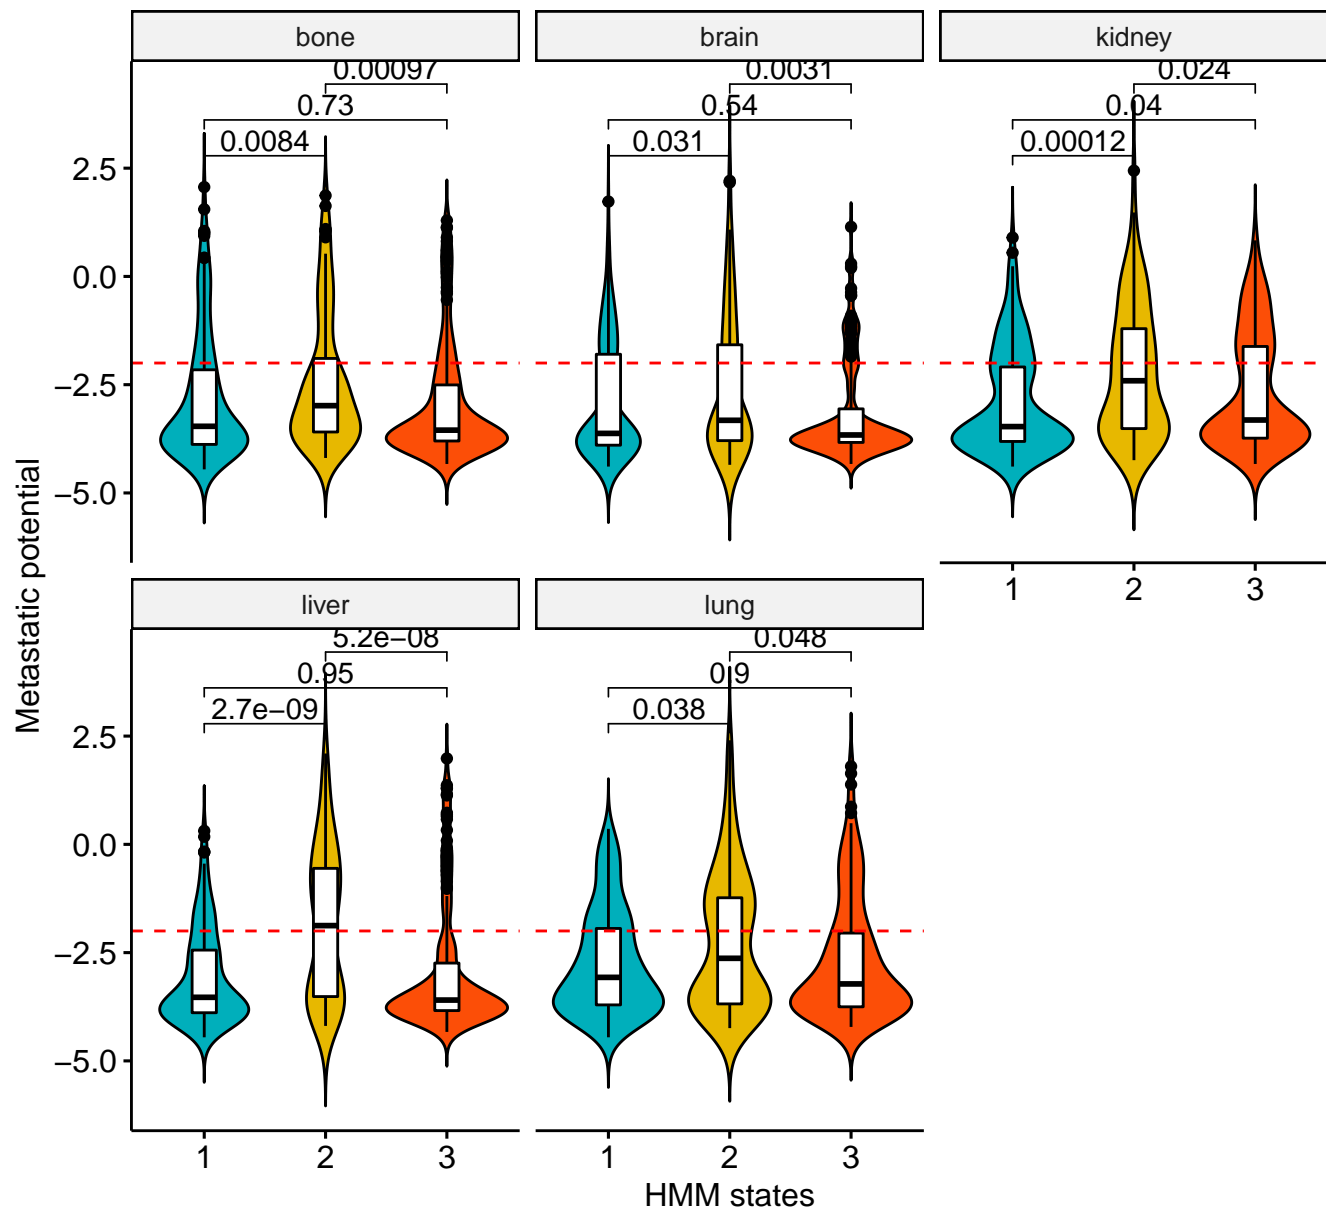 bone
brain
kidney
0.00097
0.73
0.0084
0.0031
0.54
0.031
0.024
0.04
0.00012
2.5
0.0
−2.5
−5.0
1 2 3
liver
lung
5.2e−08
0.95
2.7e−09
0.048
0.9
0.038
2.5
0.0
−2.5
−5.0
1 2 3
1 2 3
HMM states
Metastatic potential